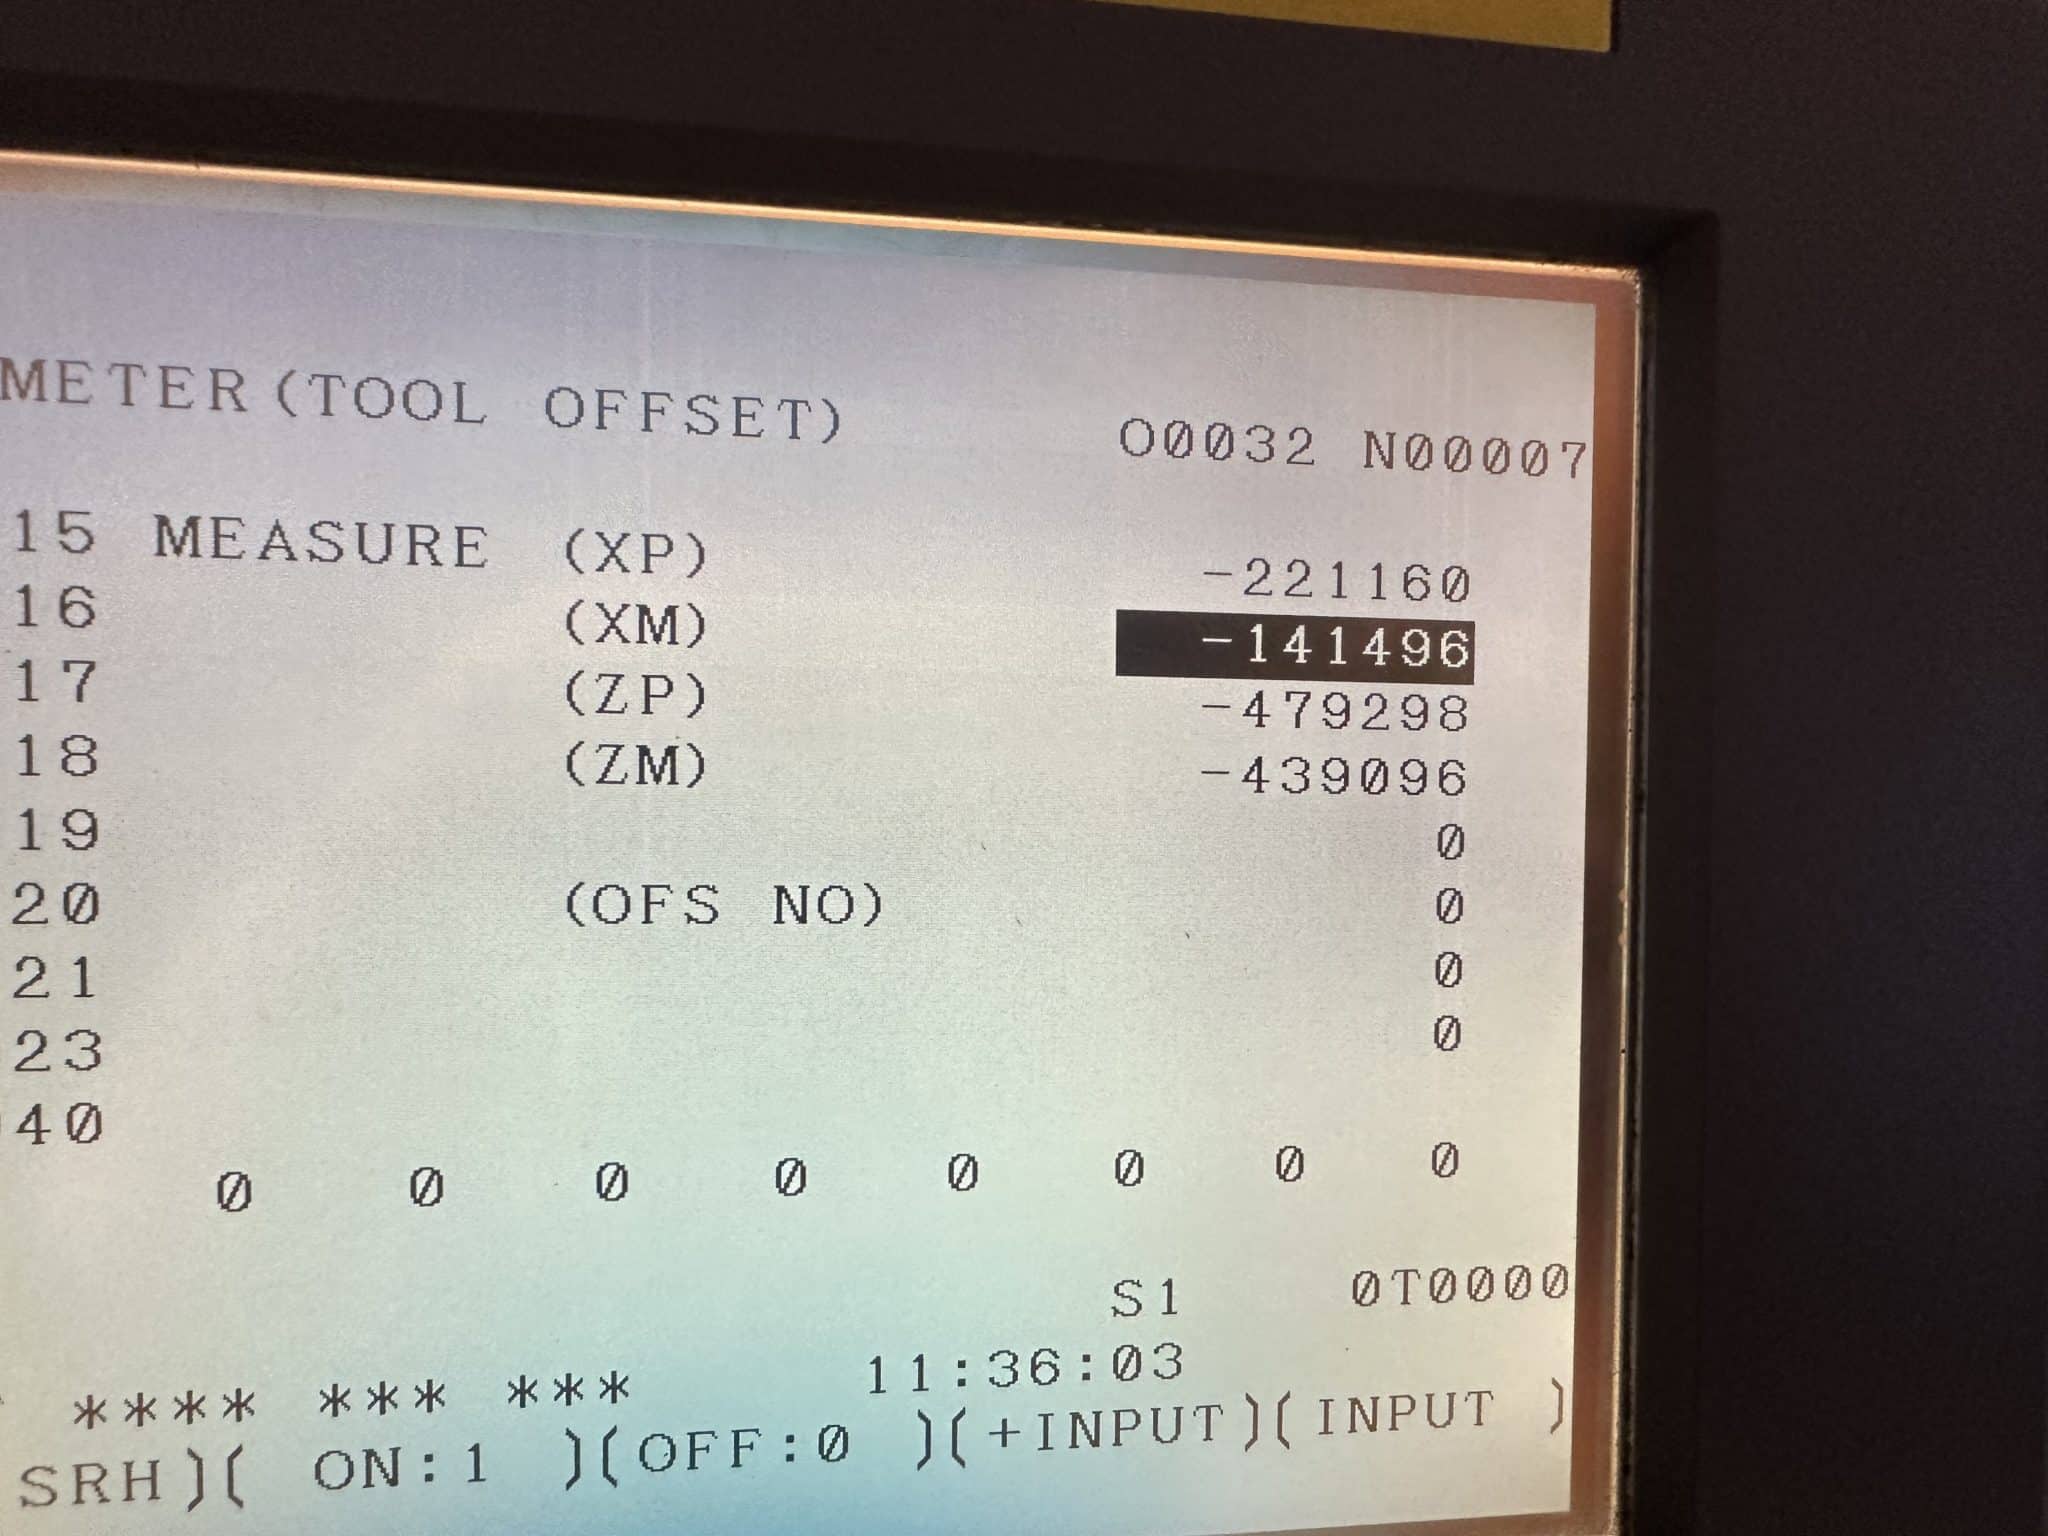 METER(TOOL OFFSET) O0032 N00007
15 MEASURE (XP) -221160
16 (XM) -141496
17 (ZP) -479298
18 (ZM) -439096
19 0
20 (OFS NO) 0
21 0
23 0
40
0 0 0 0 0 0 0 0
S1 0T0000
**** *** *** 11:36:03
SRH)( ON:1 )(OFF:0 )(+INPUT)(INPUT )